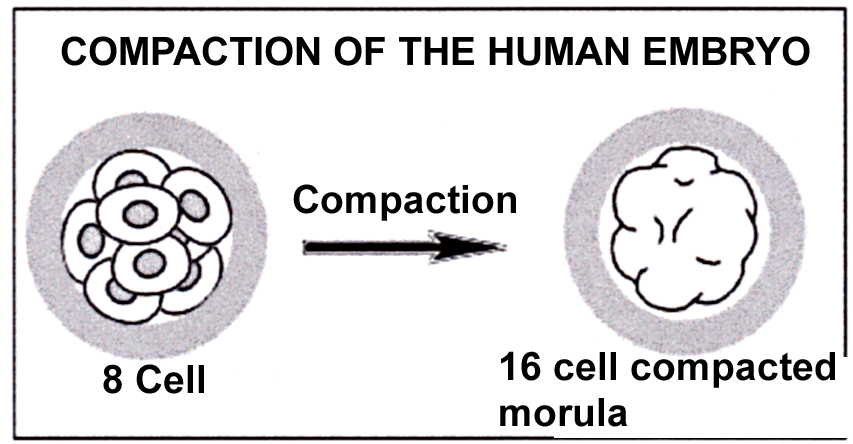 COMPACTION OF THE HUMAN EMBRYO
Compaction
8 Cell
16 cell compacted
morula